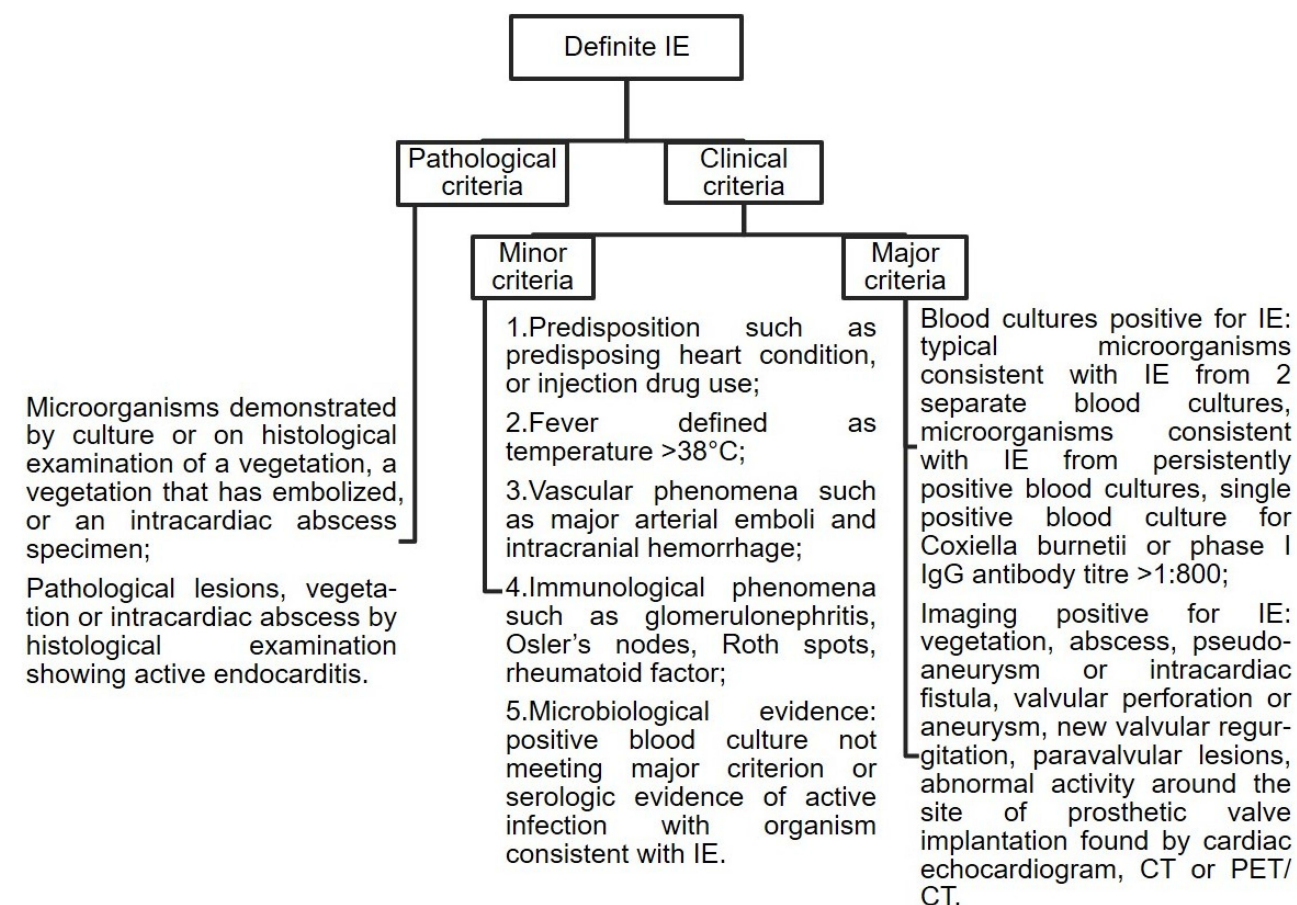 Definite IE
Pathological
criteria
Clinical
criteria
Minor
criteria
Major
criteria
Microorganisms demonstrated
by culture or on histological
examination of a vegetation, a
vegetation that has embolized,
or an intracardiac abscess
specimen;
Pathological lesions, vegeta-
tion or intracardiac abscess by
histological examination
showing active endocarditis.
1.Predisposition such as
predisposing heart condition,
or injection drug use;
2.Fever defined as
temperature >38°C;
3.Vascular phenomena such
as major arterial emboli and
intracranial hemorrhage;
4.Immunological phenomena
such as glomerulonephritis,
Osler's nodes, Roth spots,
rheumatoid factor;
5.Microbiological evidence:
positive blood culture not
meeting major criterion or
serologic evidence of active
infection with organism
consistent with IE.
Blood cultures positive for IE:
typical microorganisms
consistent with IE from 2
separate blood cultures,
microorganisms consistent
with IE from persistently
positive blood cultures, single
positive blood culture for
Coxiella burnetii or phase I
IgG antibody titre >1:800;
Imaging positive for IE:
vegetation, abscess, pseudo-
aneurysm or intracardiac
fistula, valvular perforation or
aneurysm, new valvular regur-
gitation, paravalvular lesions,
abnormal activity around the
site of prosthetic valve
implantation found by cardiac
echocardiogram, CT or PET/
CT.